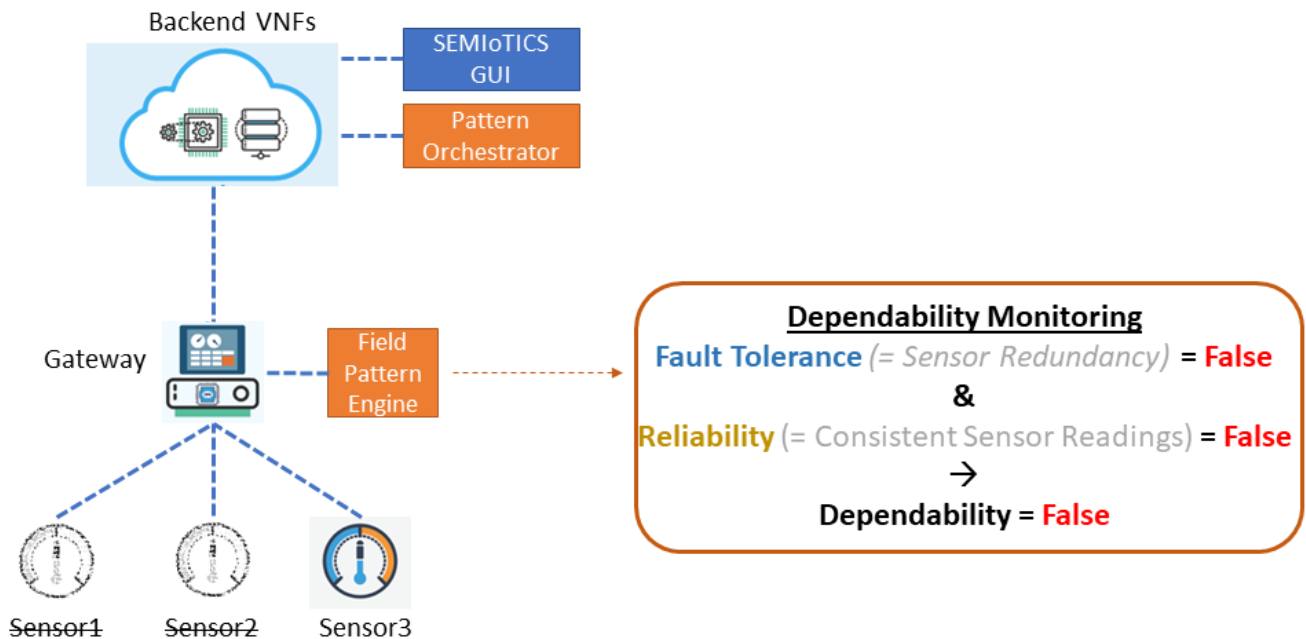 Backend VNFs
SEMIoTICS
GUI
Pattern
Orchestrator
Gateway
Field
Pattern
Engine
Dependability Monitoring
Fault Tolerance (= Sensor Redundancy) = False
&
Reliability (= Consistent Sensor Readings) = False
→
Dependability = False
Sensor1
Sensor2
Sensor3